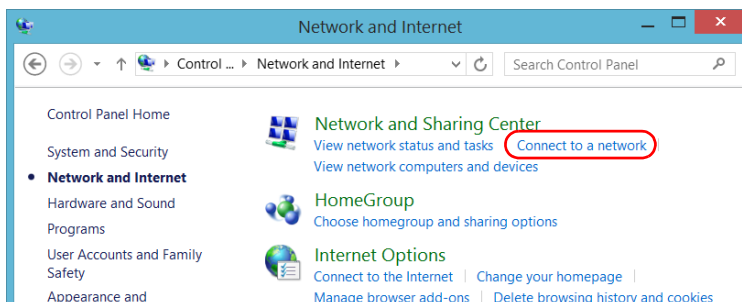 Network and Internet
Control ... Network and Internet
Search Control Panel
Control Panel Home
System and Security
Network and Internet
Hardware and Sound
Programs
User Accounts and Family
Safety
Appearance and
Network and Sharing Center
View network status and tasks
Connect to a network
View network computers and devices
HomeGroup
Choose homegroup and sharing options
Internet Options
Connect to the Internet
Change your homepage
Manage browser add-ons
Delete browsing history and cookies